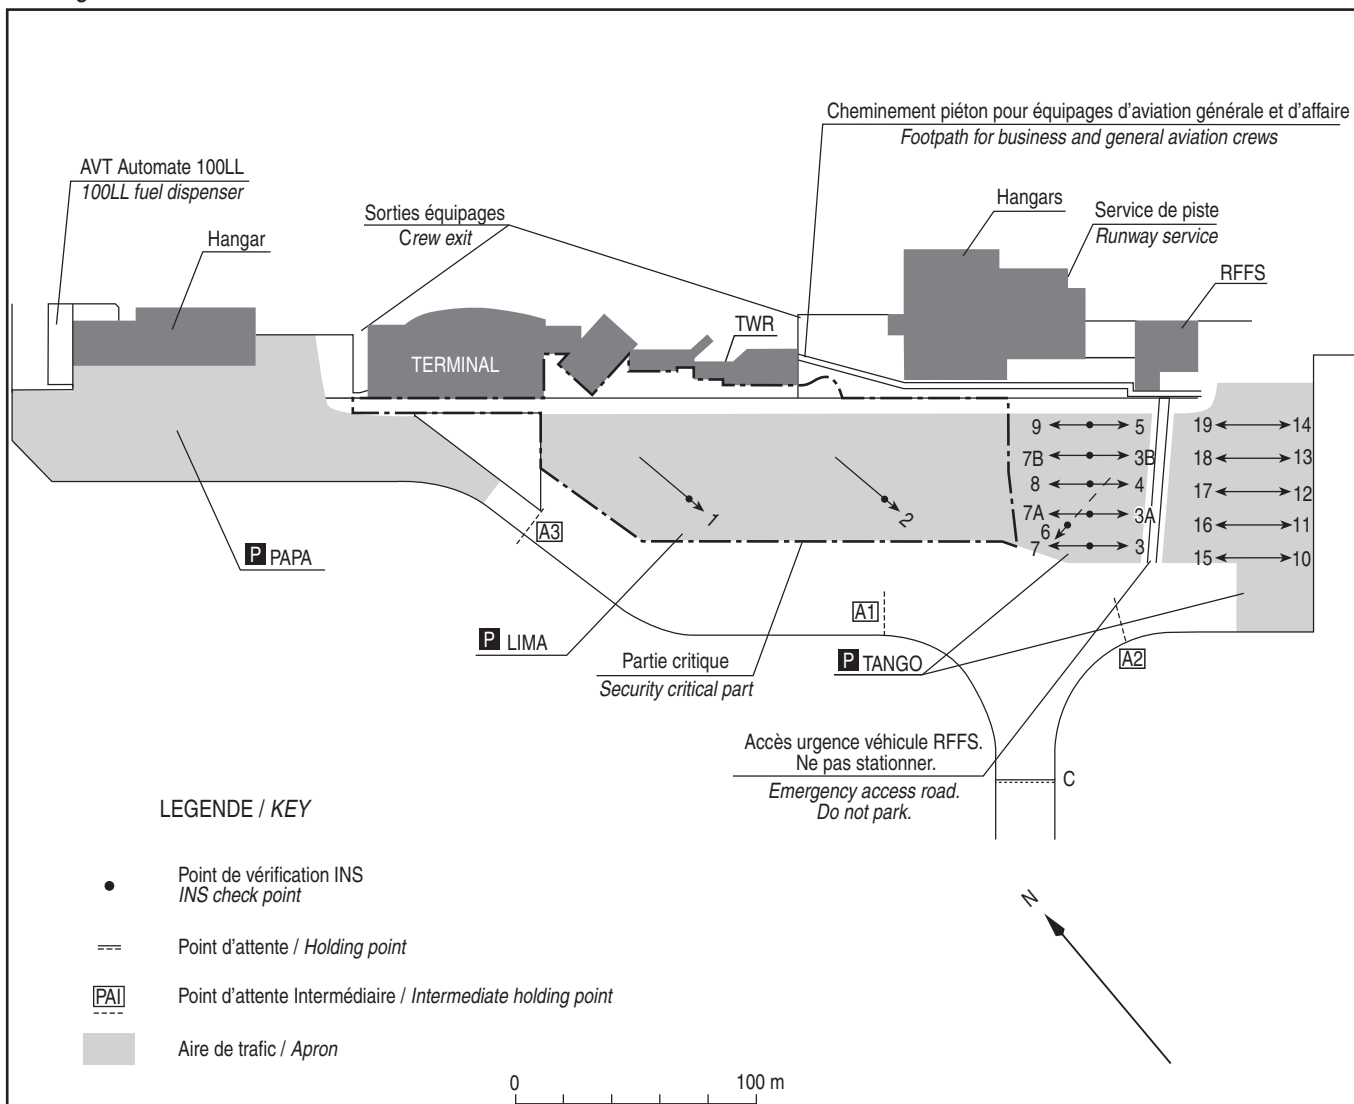 Cheminement piéton pour équipages d'aviation générale et d'affaire
Footpath for business and general aviation crews
AVT Automate 100LL
100LL fuel dispenser
Hangar
Sorties équipages
Crew exit
Hangars
Service de piste
Runway service
RFFS
TWR
TERMINAL
9 5 19 14
7B 3B 18 13
8 4 17 12
7A 3A 16 11
6
7 3 15 10
1 2
A3
P PAPA
A1
P LIMA
Partie critique
Security critical part
P TANGO
A2
Accès urgence véhicule RFFS.
Ne pas stationner.
Emergency access road.
Do not park.
C
LEGENDE / KEY
Point de vérification INS
INS check point
Point d'attente / Holding point
PAI Point d'attente Intermédiaire / Intermediate holding point
Aire de trafic / Apron
N
0 100 m